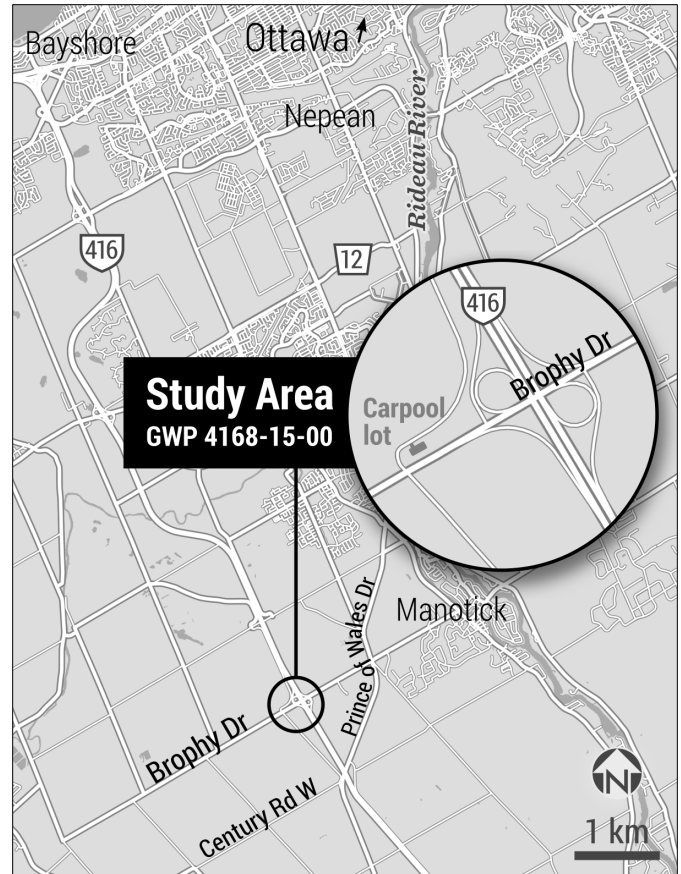 Bayshore
Ottawa
Nepean
Rideau River
416
12
416
Brophy Dr
Study Area
GWP 4168-15-00
Carpool
lot
Manotick
Prince of Wales Dr
Brophy Dr
Century Rd W
N
1 km